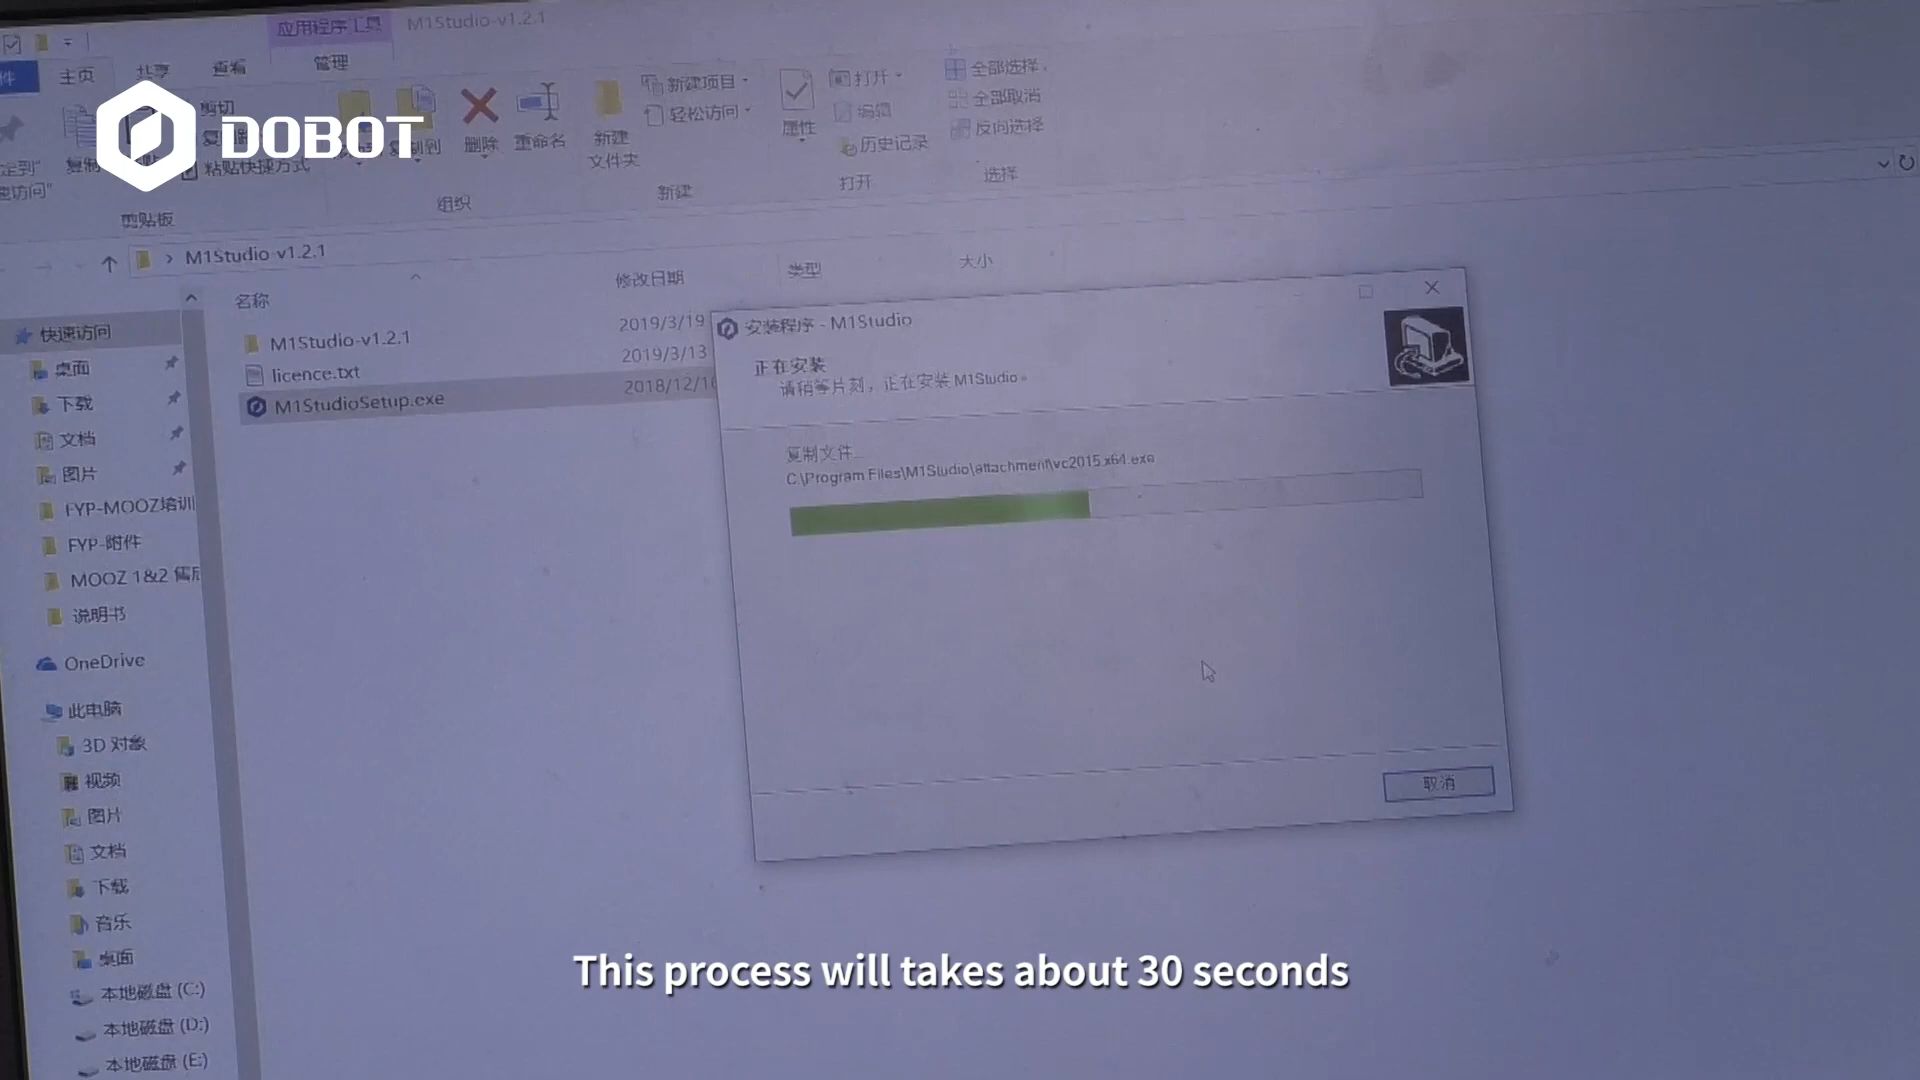 应用程序工具 M1Studio-v1.2.1
件 主页 共享 查看 管理
剪切
粘贴快捷方式
剪贴板
DOBOT
删除 重命名
组织
新建
文件夹
新建项目
轻松访问
新建
属性
打开
编辑
历史记录
打开
全部选择
全部取消
反向选择
选择
M1Studio-v1.2.1
名称 修改日期 类型 大小
M1Studio-v1.2.1 2019/3/19
licence.txt 2019/3/13
M1StudioSetup.exe 2018/12/1
快速访问
桌面
下载
文档
图片
FYP-MOOZ培训
FYP-附件
MOOZ 1&2 售后
说明书
OneDrive
此电脑
3D 对象
视频
图片
文档
下载
音乐
桌面
本地磁盘 (C:)
本地磁盘 (D:)
本地磁盘 (E:)
安装程序 - M1Studio
正在安装
请稍等片刻，正在安装 M1Studio。
复制文件...
C:\Program Files\M1Studio\attachment\vc2015.x64.exe
取消
This process will takes about 30 seconds